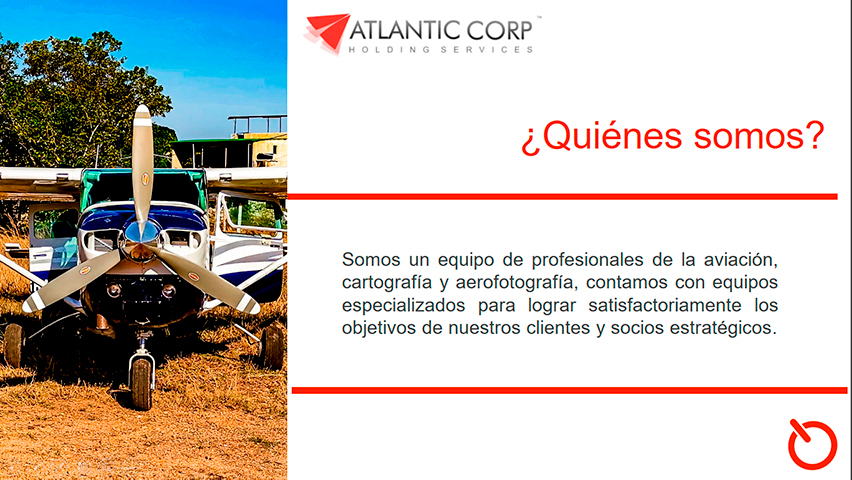 ATLANTIC CORP™
HOLDING SERVICES
¿Quiénes somos?
Somos un equipo de profesionales de la aviación,
cartografía y aerofotografía, contamos con equipos
especializados para lograr satisfactoriamente los
objetivos de nuestros clientes y socios estratégicos.